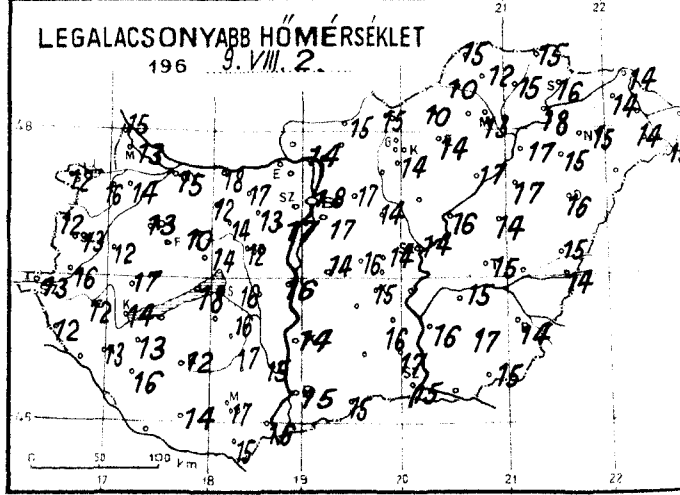 21 22
LEGALACSONYABB HŐMÉRSÉKLET
196 9. VIII. 2.
15 15
12 15 S 16 14
10
15 48 15 15 10 M 13 18 14 14
M 13 G K 14 17 15 N 15 14
12 16 14 15 18 E 14 17
17 SZ 18 17 14 17 16
12 13 12 13 17 17 16 14
13 F 10 14 12 14 14
12 14 16 15 15
16 17 14 14
13 18 S 18 16 15 15
12 K 14 16 16 16 17 14
12 13 13 14 17
12 17 15 17 SZ 15
16 15 15
M 15
14 17 16
46 15
0 50 100 km
17 18 19 20 21 22